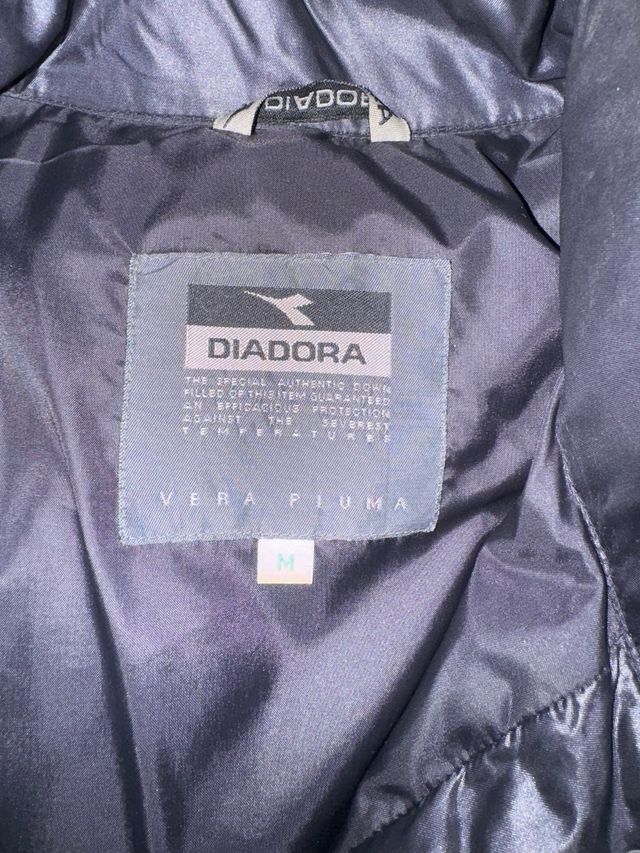 DIADORA
DIADORA
THE SPECIAL AUTHENTIC DOWN
FILLED OF THIS ITEM GUARANTEED
AN EFFIDACIOUS PROTECTION
AGAINST THE SEVEREST
TEMPERATURES
VERA PIUMA
M